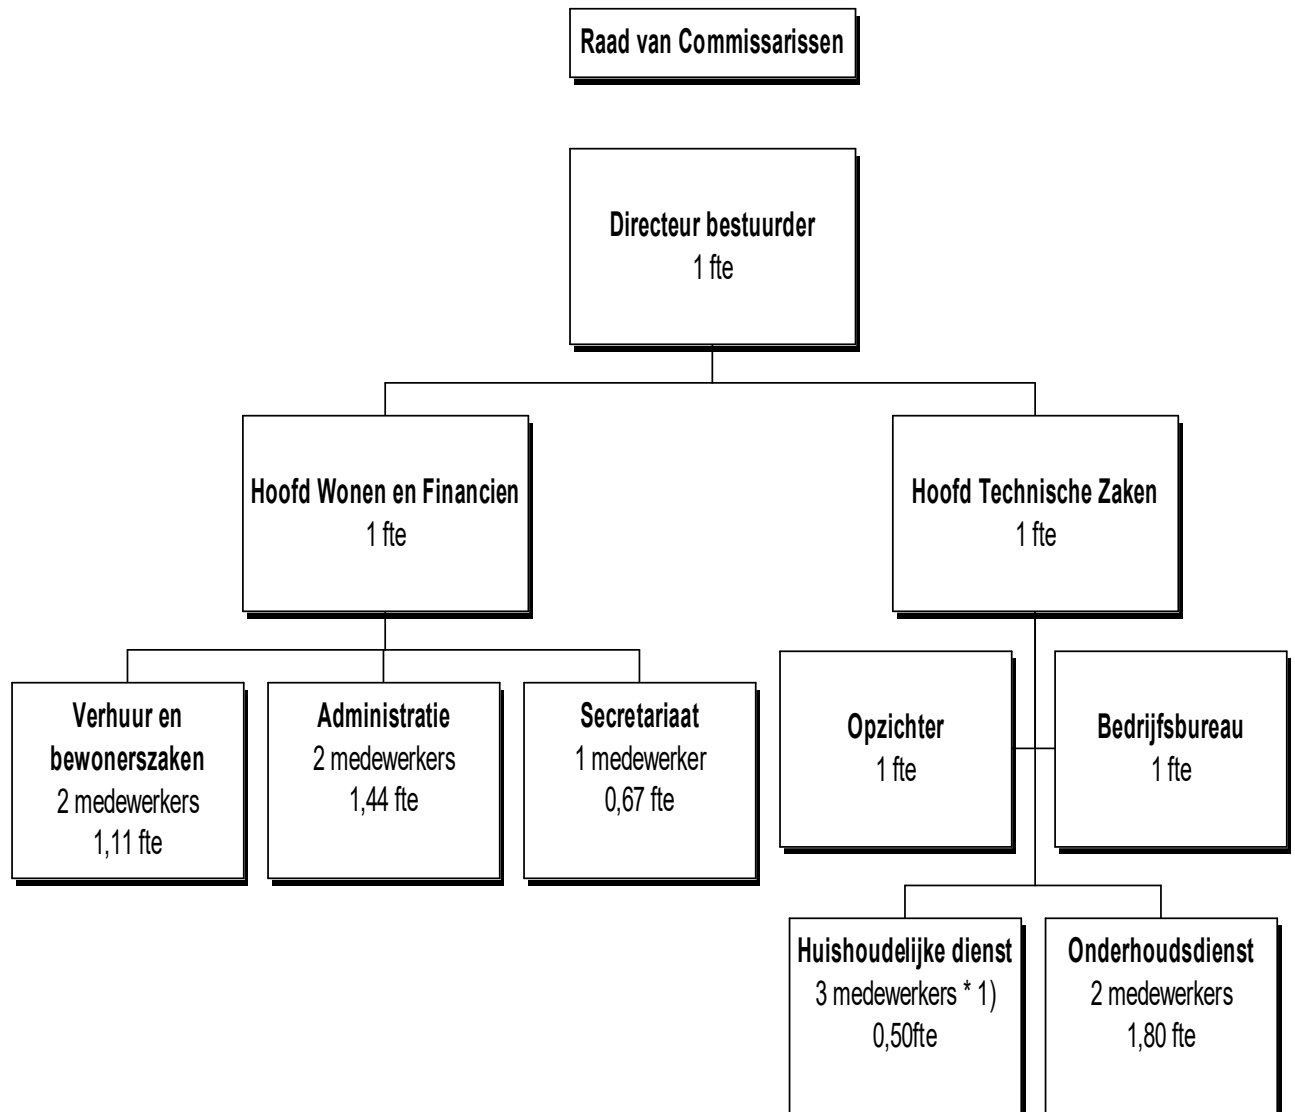 Raad van Commissarissen
Directeur bestuurder
1 fte
Hoofd Wonen en Financien
1 fte
Hoofd Technische Zaken
1 fte
Verhuur en
bewonerszaken
2 medewerkers
1,11 fte
Administratie
2 medewerkers
1,44 fte
Secretariaat
1 medewerker
0,67 fte
Opzichter
1 fte
Bedrijfsbureau
1 fte
Huishoudelijke dienst
3 medewerkers * 1)
0,50fte
Onderhoudsdienst
2 medewerkers
1,80 fte